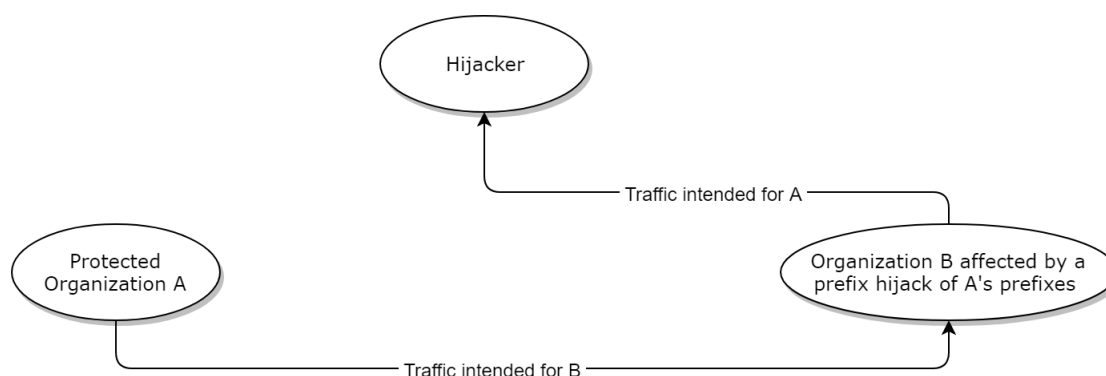 Hijacker
Traffic intended for A
Protected
Organization A
Organization B affected by a
prefix hijack of A's prefixes
Traffic intended for B